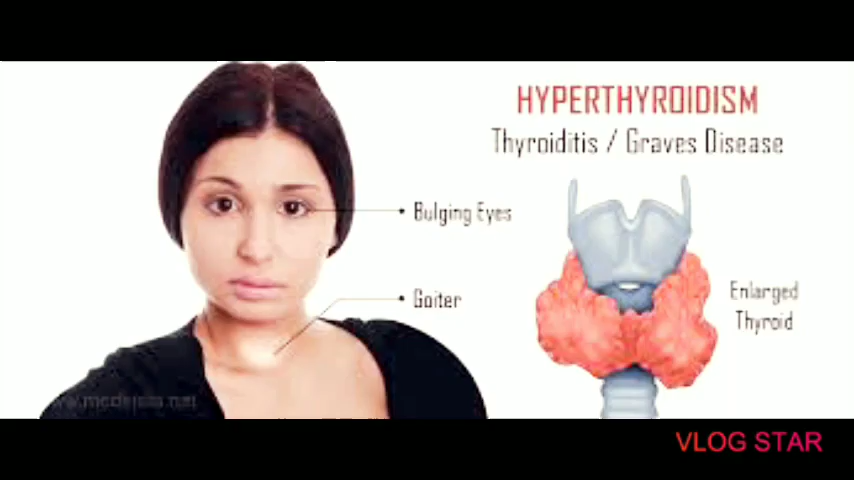 HYPERTHYROIDISM
Thyroiditis / Graves Disease
Bulging Eyes
Goiter
Enlarged
Thyroid
VLOG STAR